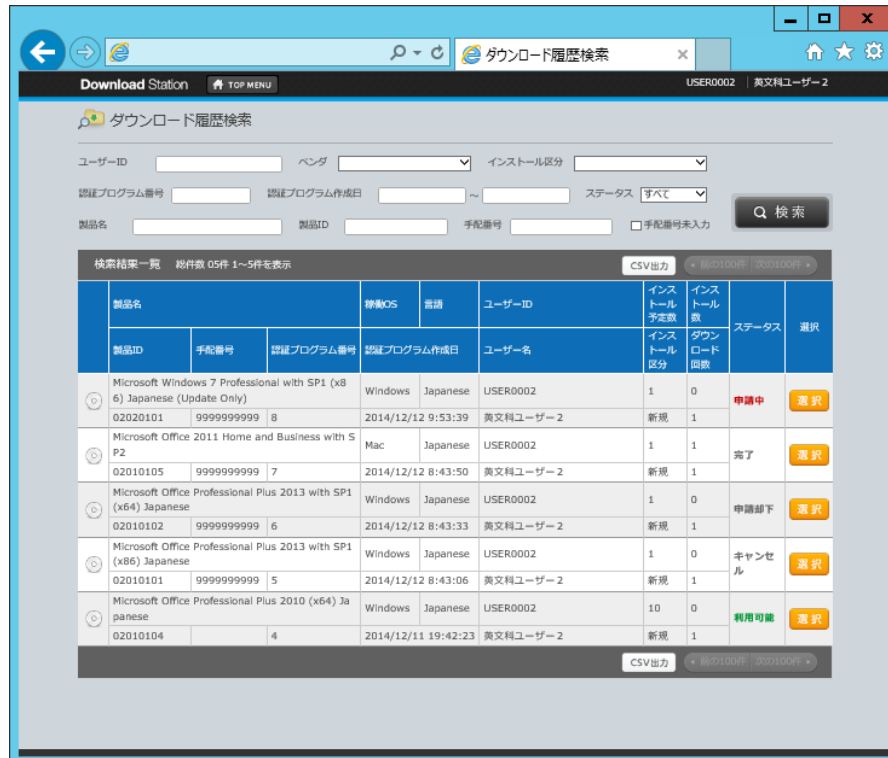 ダウンロード履歴検索
Download Station TOP MENU USER0002 英文科ユーザー2
ダウンロード履歴検索
ユーザーID ベンダ インストール区分
認証プログラム番号 認証プログラム作成日 ～ ステータス すべて
製品名 製品ID 手配番号 手配番号未入力
検索
検索結果一覧 総件数 05件 1～5件を表示 CSV出力 前の100件 次の100件
製品名 稼働OS 言語 ユーザーID インストール予定数 インストール数 ステータス 選択
製品ID 手配番号 認証プログラム番号 認証プログラム作成日 ユーザー名 インストール区分 ダウンロード回数
Microsoft Windows 7 Professional with SP1 (x8
6) Japanese (Update Only) Windows Japanese USER0002 1 0 申請中 選択
02020101 9999999999 8 2014/12/12 9:53:39 英文科ユーザー2 新規 1
Microsoft Office 2011 Home and Business with S
P2 Mac Japanese USER0002 1 1 完了 選択
02010105 9999999999 7 2014/12/12 8:43:50 英文科ユーザー2 新規 1
Microsoft Office Professional Plus 2013 with SP1
(x64) Japanese Windows Japanese USER0002 1 0 申請却下 選択
02010102 9999999999 6 2014/12/12 8:43:33 英文科ユーザー2 新規 1
Microsoft Office Professional Plus 2013 with SP1
(x86) Japanese Windows Japanese USER0002 1 0 キャンセル 選択
02010101 9999999999 5 2014/12/12 8:43:06 英文科ユーザー2 新規 1
Microsoft Office Professional Plus 2010 (x64) Ja
panese Windows Japanese USER0002 10 0 利用可能 選択
02010104 4 2014/12/11 19:42:23 英文科ユーザー2 新規 1
CSV出力 前の100件 次の100件